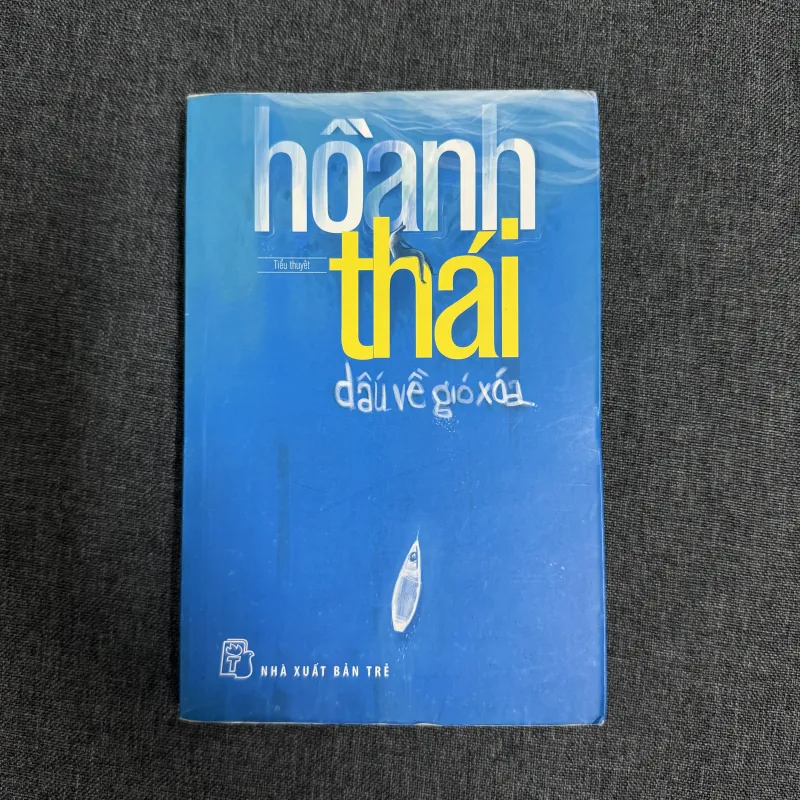 hồ anh
Tiểu thuyết
thái
dấu về gió xóa
T
NHÀ XUẤT BẢN TRẺ